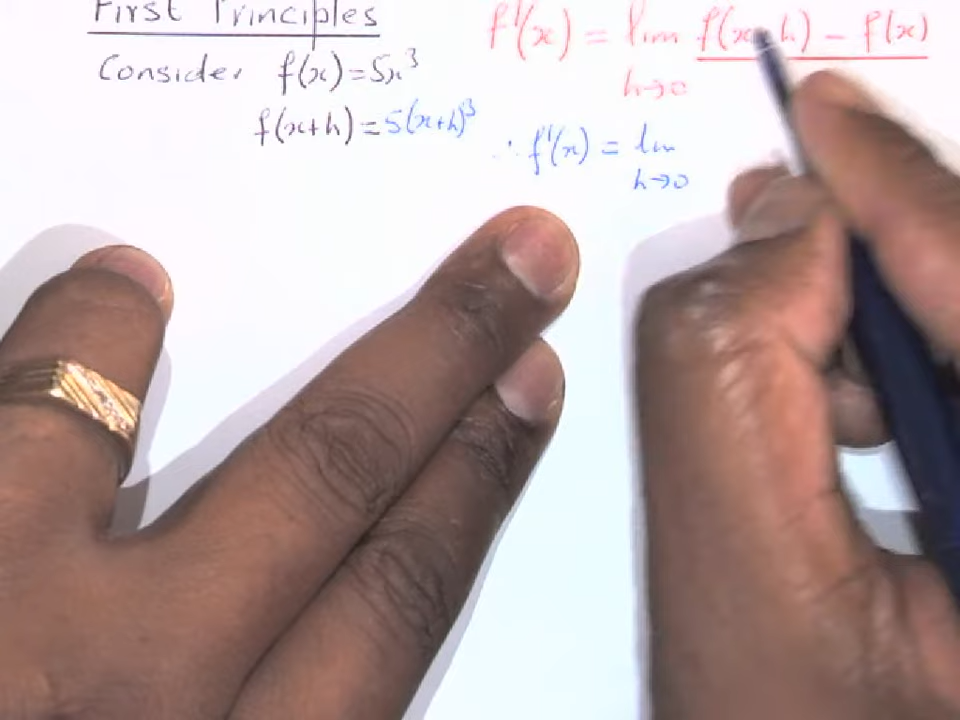 First Principles
Consider f(x)=5x³
f(x+h)=5(x+h)³
f'(x) = lim f(x+h) - f(x)
h→0
∴ f'(x) = lim
h→0